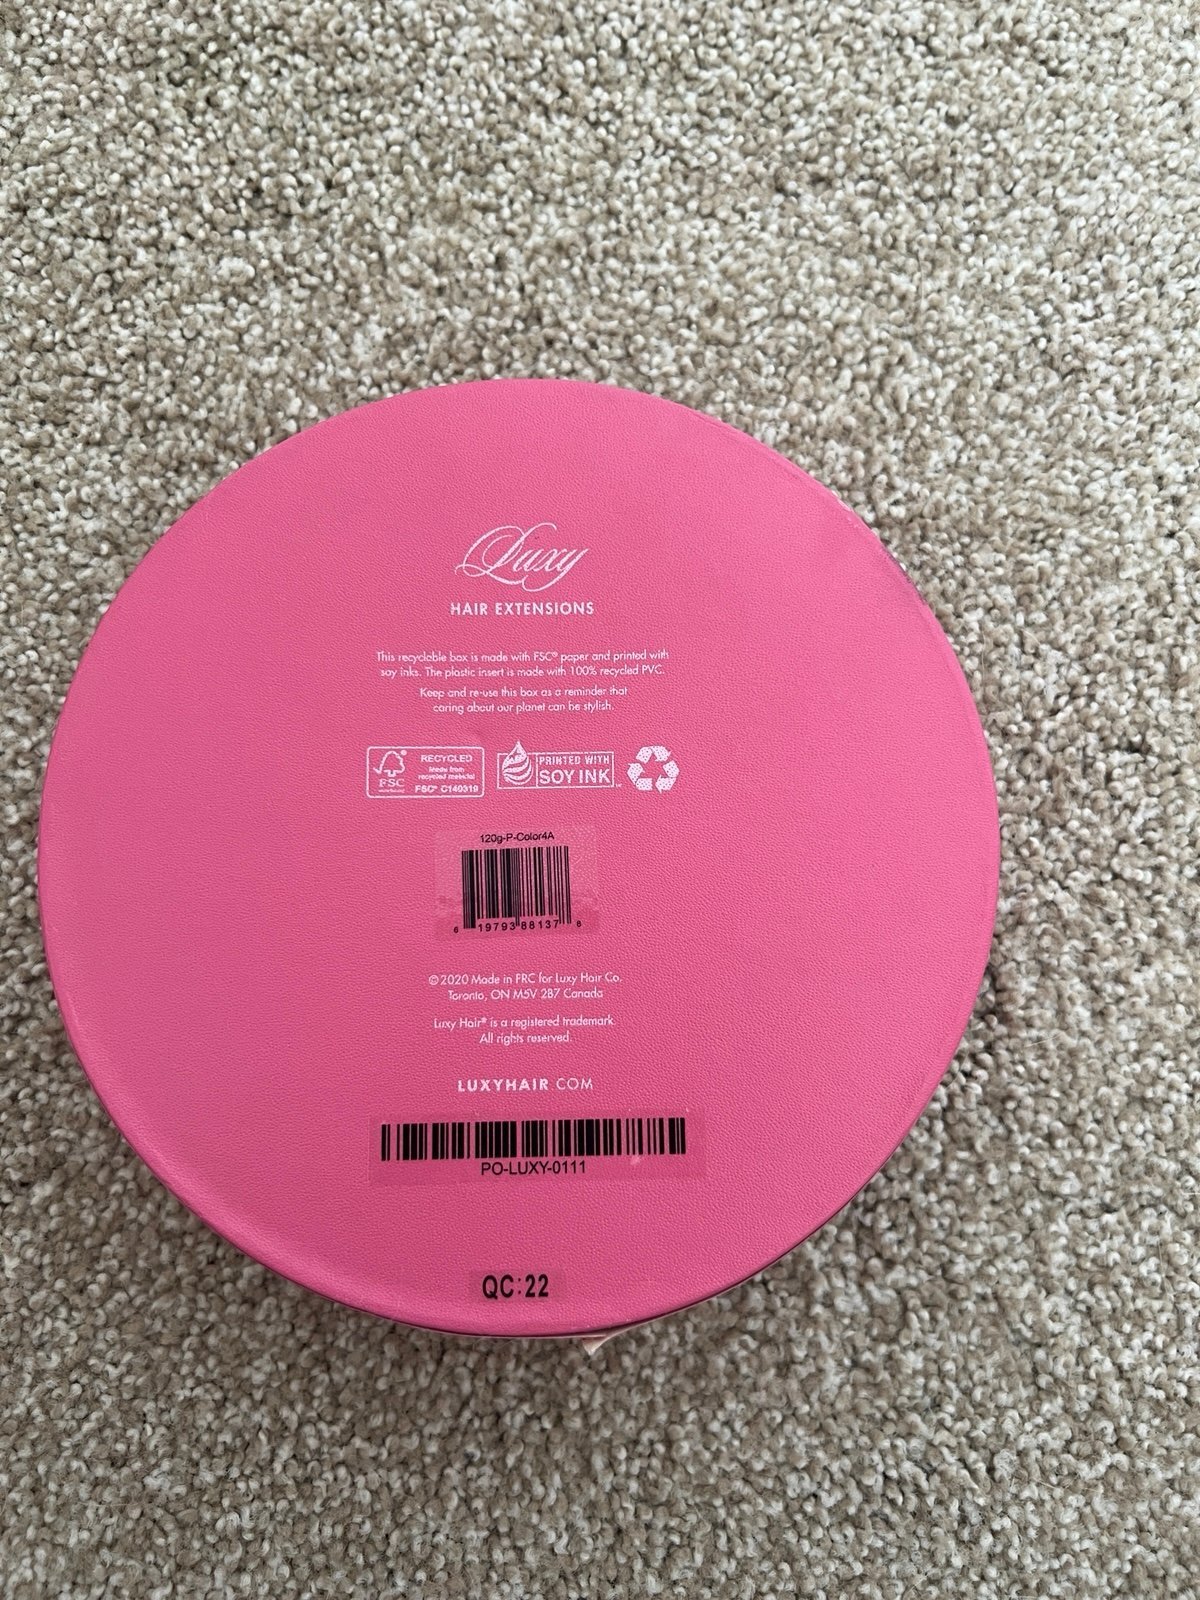 Luxy
HAIR EXTENSIONS
This recyclable box is made with FSC® paper and printed with
soy inks. The plastic insert is made with 100% recycled PVC.
Keep and re-use this box as a reminder that
caring about our planet can be stylish.
FSC
RECYCLED
Made from
recycled material
FSC® C140319
PRINTED WITH
SOY INK
120g-P-Color4A
6 19793 88137 8
©2020 Made in PRC for Luxy Hair Co.
Toronto, ON M5V 2B7 Canada
Luxy Hair® is a registered trademark.
All rights reserved.
LUXYHAIR.COM
PO-LUXY-0111
QC:22